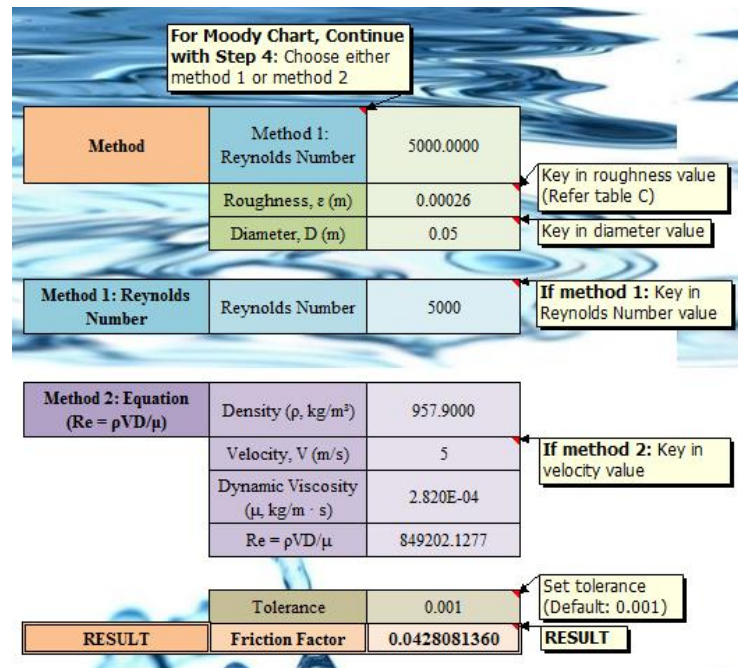 For Moody Chart, Continue
with Step 4: Choose either
method 1 or method 2
Method
Method 1:
Reynolds Number
5000.0000
Key in roughness value
(Refer table C)
Roughness, ε (m)
0.00026
Diameter, D (m)
0.05
Key in diameter value
Method 1: Reynolds
Number
Reynolds Number
5000
If method 1: Key in
Reynolds Number value
Method 2: Equation
(Re = ρVD/μ)
Density (ρ, kg/m³)
957.9000
Velocity, V (m/s)
5
If method 2: Key in
velocity value
Dynamic Viscosity
(μ, kg/m · s)
2.820E-04
Re = ρVD/μ
849202.1277
Set tolerance
(Default: 0.001)
Tolerance
0.001
RESULT
Friction Factor
0.0428081360
RESULT